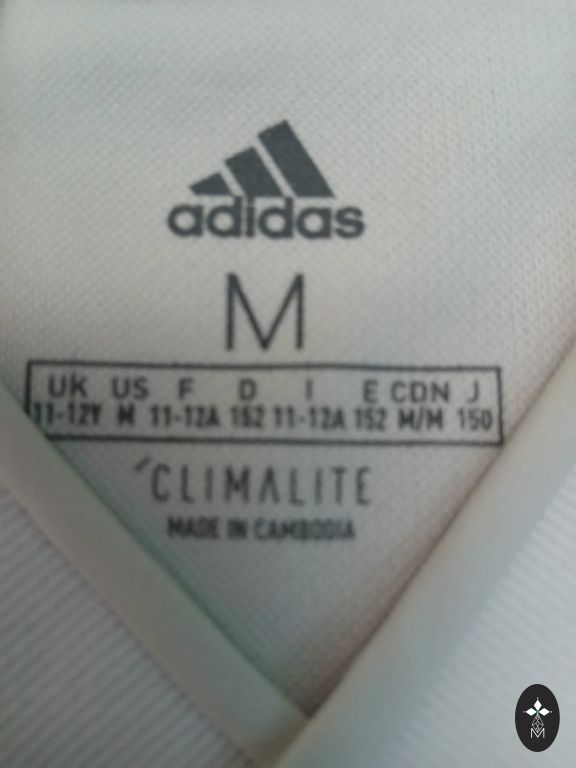 adidas
M
UK US F D I E CDN J
11-12Y M 11-12A 152 11-12A 152 M/M 150
CLIMALITE
MADE IN CAMBODIA
M